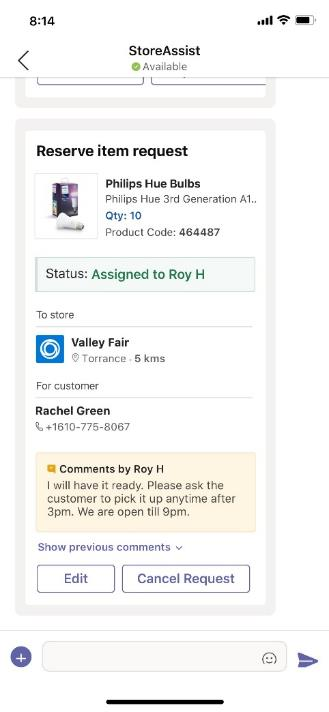 8:14
StoreAssist
Available
Reserve item request
Philips Hue Bulbs
Philips Hue 3rd Generation A1..
Qty: 10
Product Code: 464487
Status: Assigned to Roy H
To store
Valley Fair
Torrance - 5 kms
For customer
Rachel Green
+1610-775-8067
Comments by Roy H
I will have it ready. Please ask the
customer to pick it up anytime after
3pm. We are open till 9pm.
Show previous comments
Edit
Cancel Request